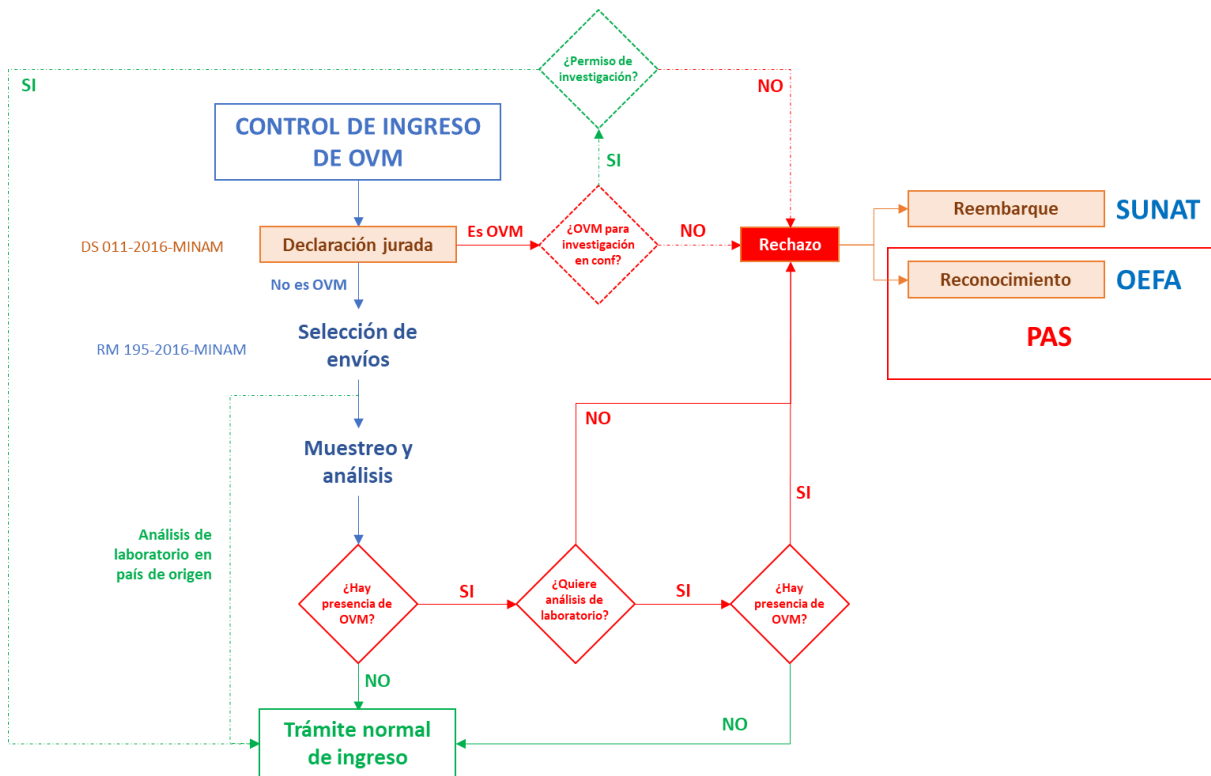 ¿Permiso de
investigación?
SI
NO
CONTROL DE INGRESO
DE OVM
SI
DS 011-2016-MINAM
Declaración jurada
Es OVM
¿OVM para
investigación
en conf?
NO
Rechazo
Reembarque
SUNAT
Reconocimiento
OEFA
PAS
No es OVM
RM 195-2016-MINAM
Selección de
envíos
NO
Muestreo y
análisis
SI
Análisis de
laboratorio en
país de origen
¿Hay
presencia de
OVM?
SI
¿Quiere
análisis de
laboratorio?
SI
¿Hay
presencia de
OVM?
NO
NO
Trámite normal
de ingreso